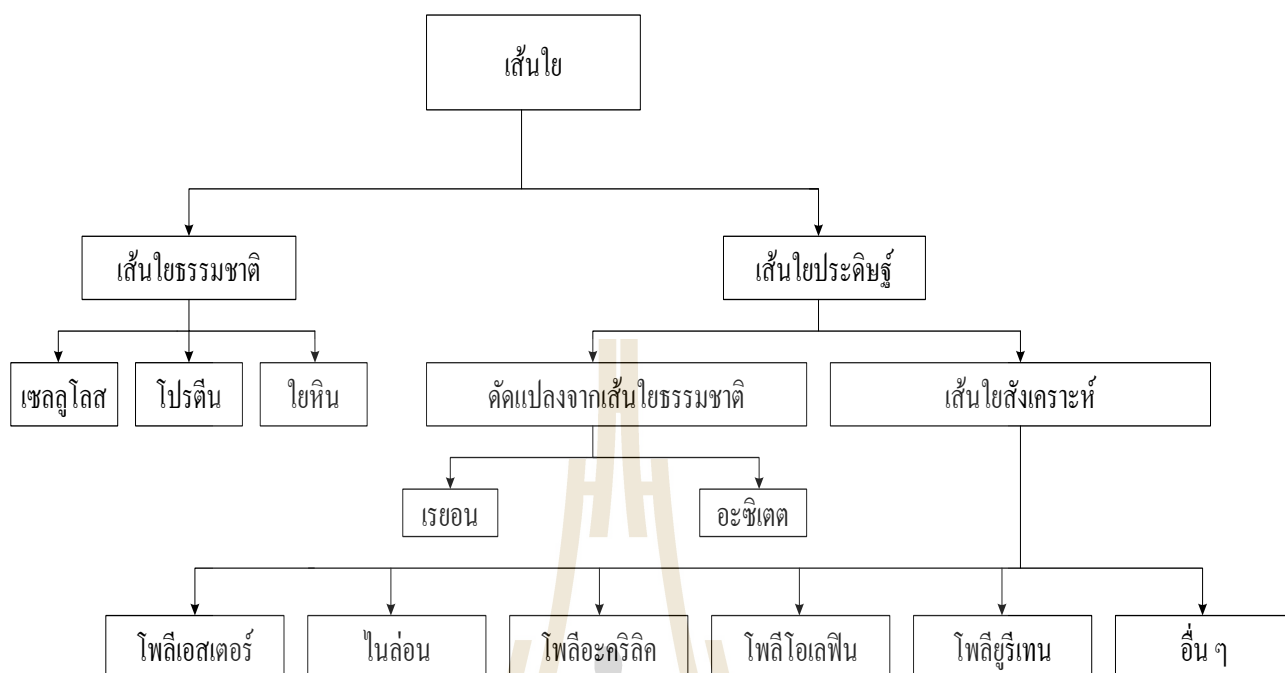 เส้นใย
เส้นใยธรรมชาติ
เส้นใยประดิษฐ์
เซลลูโลส
โปรตีน
ใยหิน
ดัดแปลงจากเส้นใยธรรมชาติ
เส้นใยสังเคราะห์
เรยอน
อะซิเตต
โพลีเอสเตอร์
ไนล่อน
โพลีอะคริลิค
โพลีโอเลฟิน
โพลียูรีเทน
อื่น ๆ